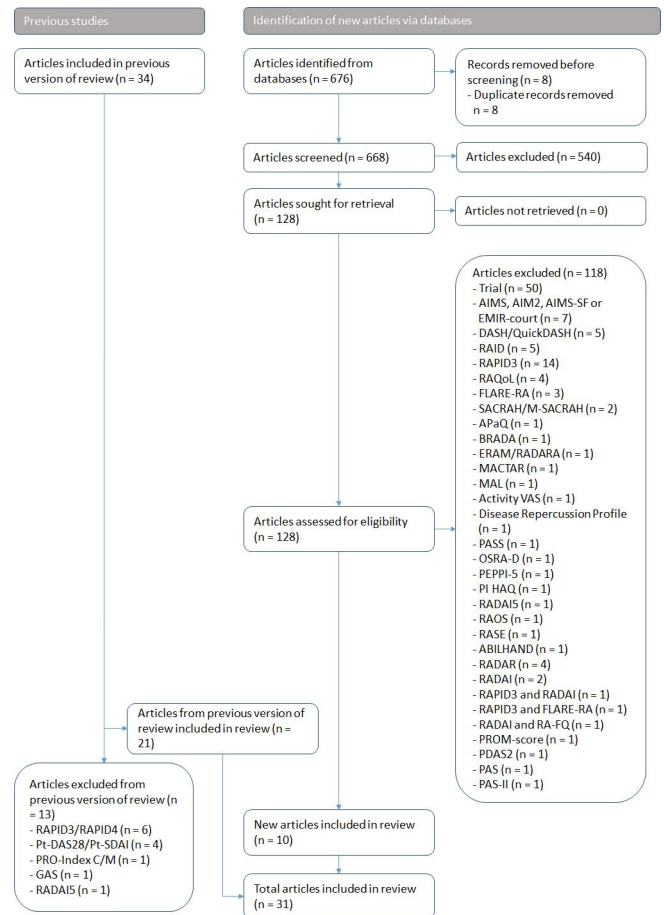 Previous studies
Identification of new articles via databases
Articles included in previous
version of review (n = 34)
Articles identified from
databases (n = 676)
Records removed before
screening (n = 8)
- Duplicate records removed
n = 8
Articles screened (n = 668)
Articles excluded (n = 540)
Articles sought for retrieval
(n = 128)
Articles not retrieved (n = 0)
Articles assessed for eligibility
(n = 128)
Articles excluded (n = 118)
- Trial (n = 50)
- AIMS, AIM2, AIMS-SF or
EMIR-court (n = 7)
- DASH/QuickDASH (n = 5)
- RAID (n = 5)
- RAPID3 (n = 14)
- RAQoL (n = 4)
- FLARE-RA (n = 3)
- SACRAH/M-SACRAH (n = 2)
- APaQ (n = 1)
- BRADA (n = 1)
- ERAM/RADARA (n = 1)
- MACTAR (n = 1)
- MAL (n = 1)
- Activity VAS (n = 1)
- Disease Repercussion Profile
(n = 1)
- PASS (n = 1)
- OSRA-D (n = 1)
- PEPPI-5 (n = 1)
- PI HAQ (n = 1)
- RADAI5 (n = 1)
- RAOS (n = 1)
- RASE (n = 1)
- ABILHAND (n = 1)
- RADAR (n = 4)
- RADAI (n = 2)
- RAPID3 and RADAI (n = 1)
- RAPID3 and FLARE-RA (n = 1)
- RADAI and RA-FQ (n = 1)
- PROM-score (n = 1)
- PDAS2 (n = 1)
- PAS (n = 1)
- PAS-II (n = 1)
Articles from previous version of
review included in review (n =
21)
Articles excluded from
previous version of review (n
= 13)
- RAPID3/RAPID4 (n = 6)
- Pt-DAS28/Pt-SDAI (n = 4)
- PRO-Index C/M (n = 1)
- GAS (n = 1)
- RADAI5 (n = 1)
New articles included in review
(n = 10)
Total articles included in review
(n = 31)